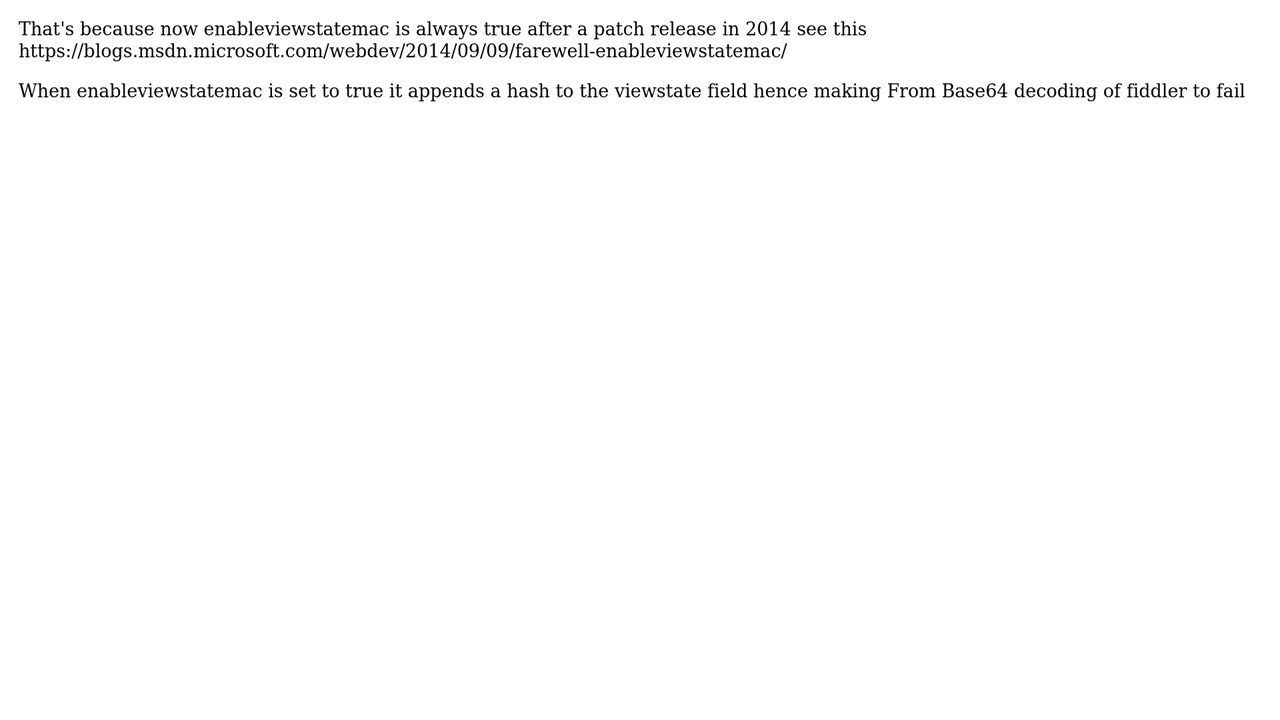 That's because now enableviewstatemac is always true after a patch release in 2014 see this
https://blogs.msdn.microsoft.com/webdev/2014/09/09/farewell-enableviewstatemac/
When enableviewstatemac is set to true it appends a hash to the viewstate field hence making From Base64 decoding of fiddler to fail